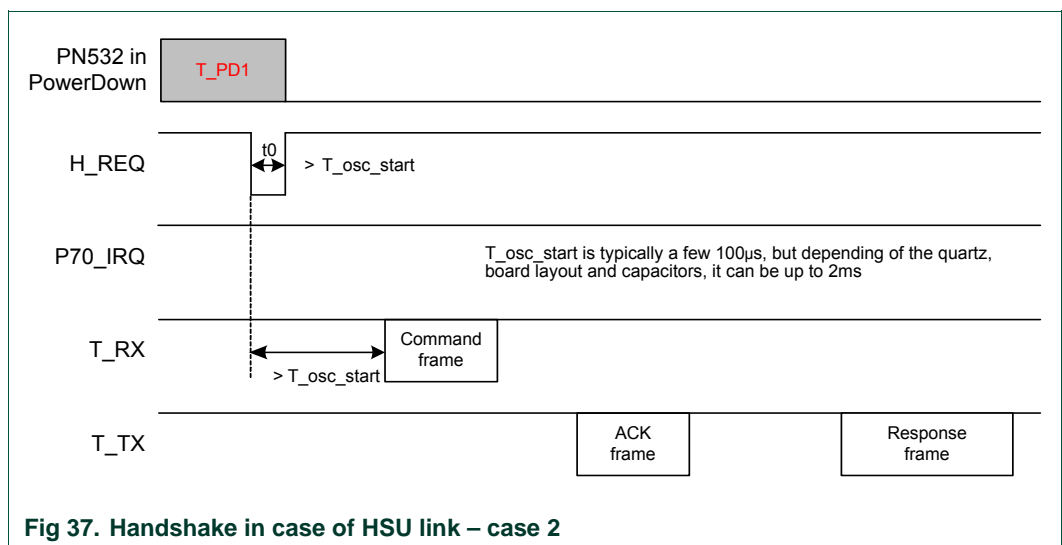 PN532 in
PowerDown
T_PD1
H_REQ
t0
> T_osc_start
P70_IRQ
T_osc_start is typically a few 100µs, but depending of the quartz,
board layout and capacitors, it can be up to 2ms
T_RX
Command
frame
> T_osc_start
T_TX
ACK
frame
Response
frame
Fig 37. Handshake in case of HSU link – case 2